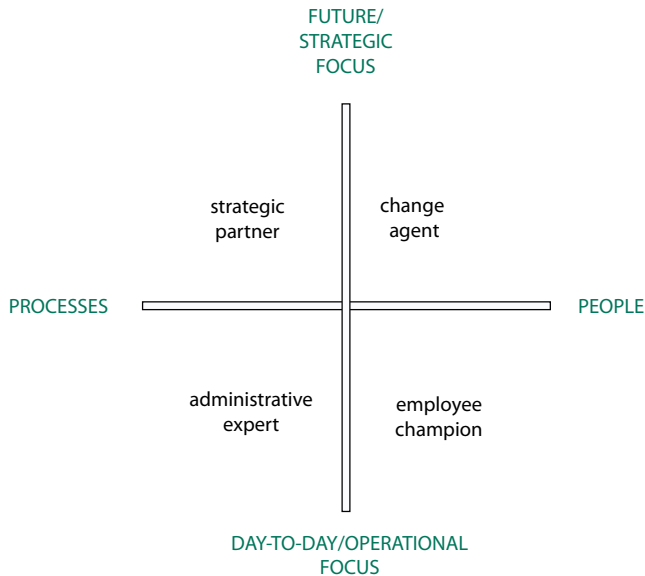 FUTURE/
STRATEGIC
FOCUS
strategic
partner
change
agent
PROCESSES
PEOPLE
administrative
expert
employee
champion
DAY-TO-DAY/OPERATIONAL
FOCUS